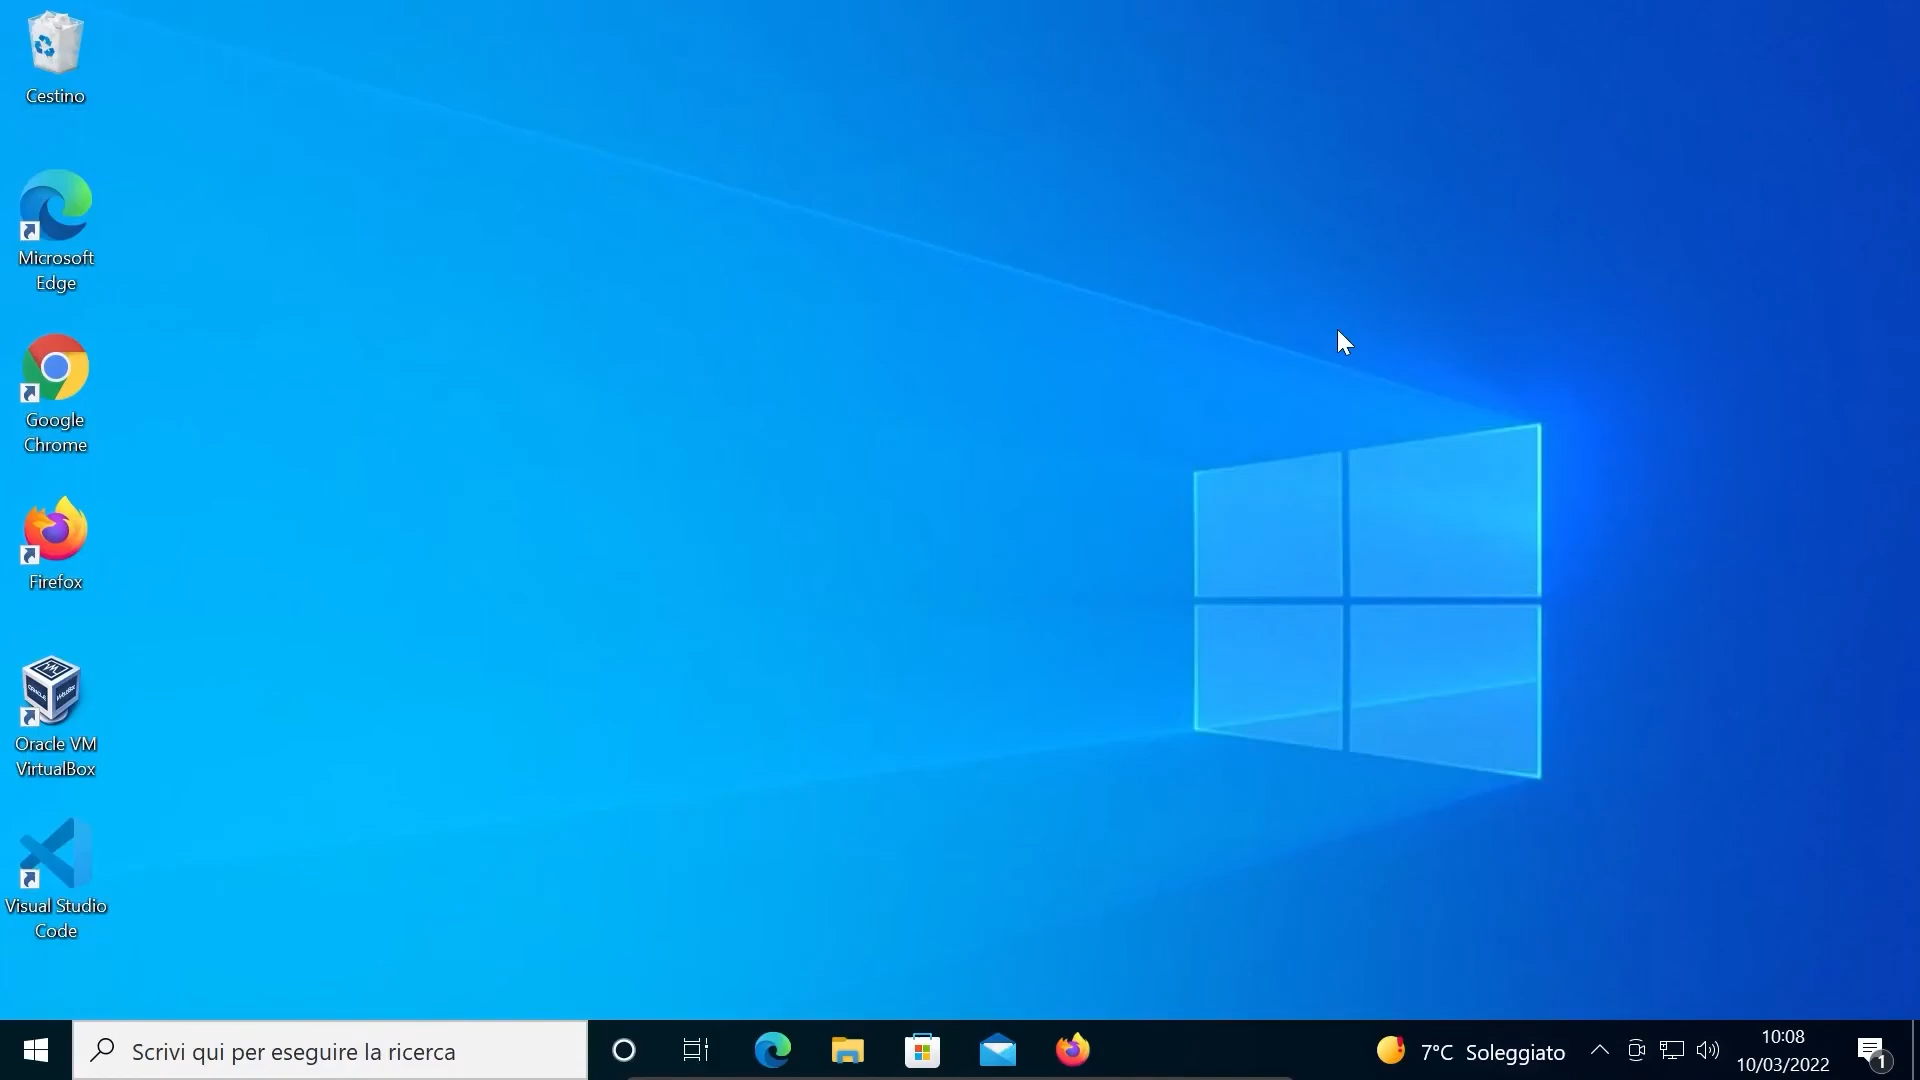 Cestino
Microsoft
Edge
Google
Chrome
Firefox
Oracle VM
VirtualBox
Visual Studio
Code
Scrivi qui per eseguire la ricerca
7°C Soleggiato
10:08
10/03/2022
1